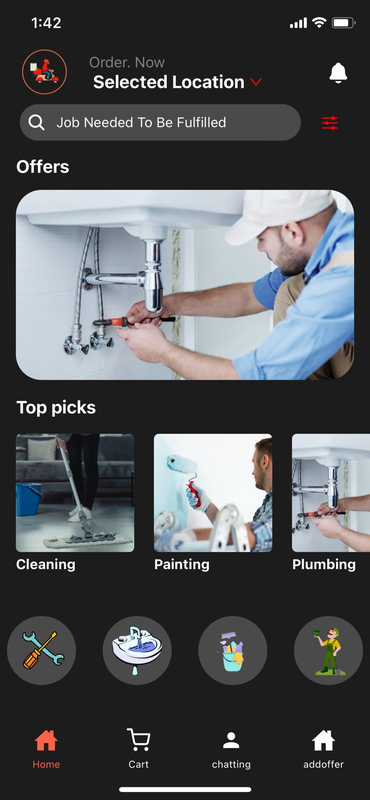 1:42
Order. Now
Selected Location
Job Needed To Be Fulfilled
Offers
Top picks
Cleaning
Painting
Plumbing
Home
Cart
chatting
addoffer